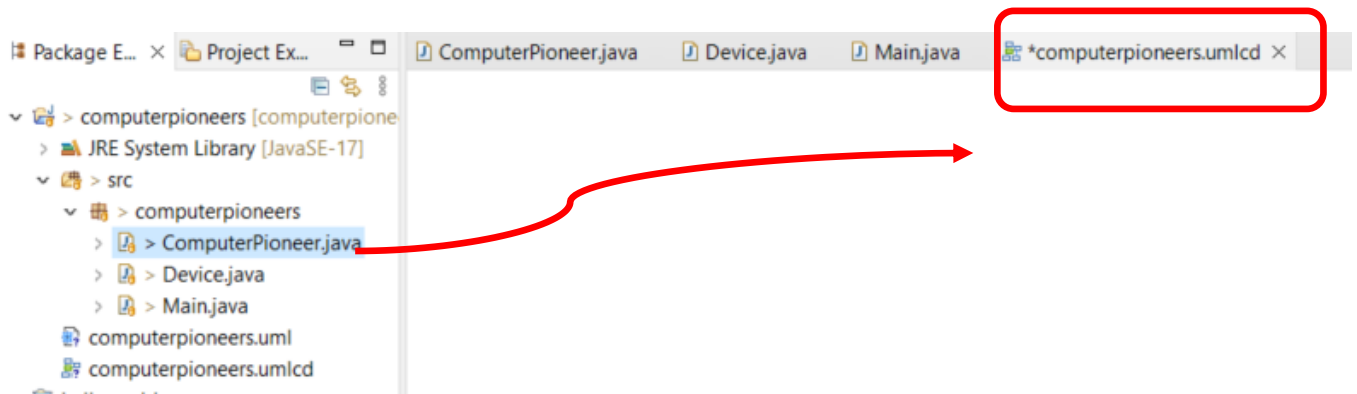 Package E... Project Ex...
ComputerPioneer.java Device.java Main.java *computerpioneers.umlcd
> computerpioneers [computerpione
JRE System Library [JavaSE-17]
> src
> computerpioneers
> ComputerPioneer.java
> Device.java
> Main.java
computerpioneers.uml
computerpioneers.umlcd